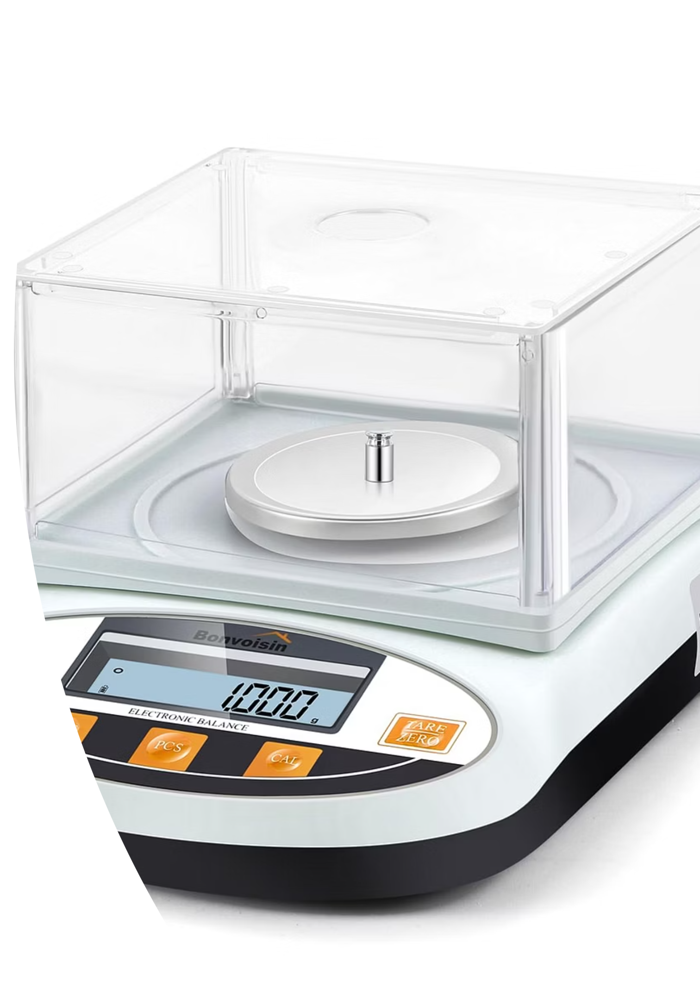 Bonvoisin
1.000 g
ELECTRONIC BALANCE
PCS
CAL
TARE
ZERO